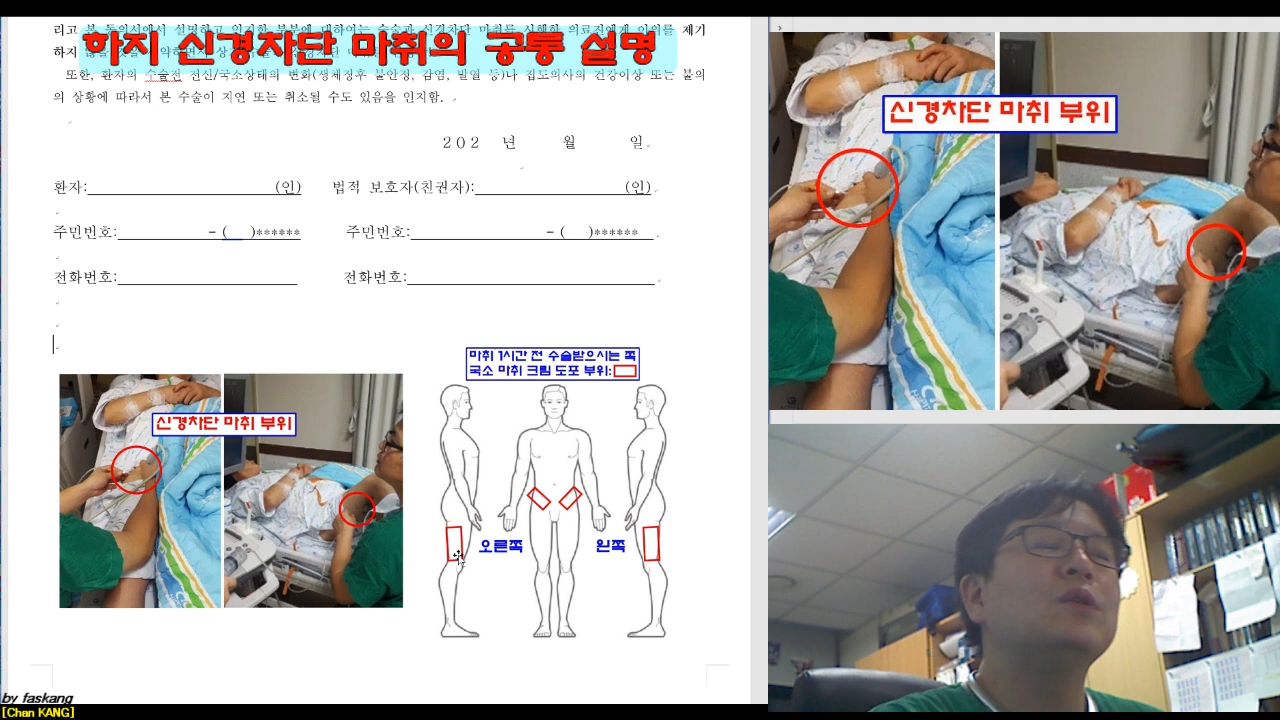 하지 신경차단 마취의 공통 설명
하지
또한, 환자의 수술전 전신/국소상태의 변화(생체징후 불안정, 감염, 발열 등)나 집도의사의 건강이상 또는 불의
의 상황에 따라서 본 수술이 지연 또는 취소될 수도 있음을 인지함.
202 년 월 일
환자: (인) 법적 보호자(친권자): (인)
주민번호: - ( )****** 주민번호: - ( )******
전화번호: 전화번호:
마취 1시간 전 수술받으시는 쪽
국소 마취 크림 도포 부위:
신경차단 마취 부위
오른쪽 왼쪽
신경차단 마취 부위
by faskang
[Chan KANG]